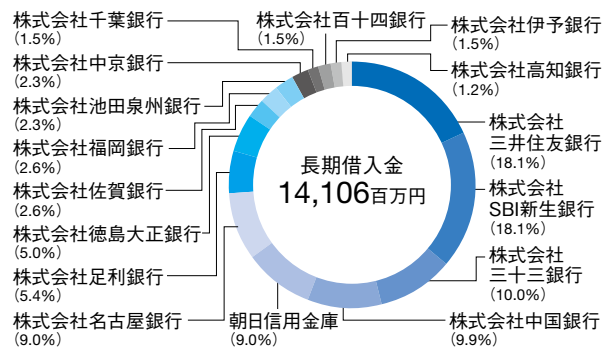 株式会社千葉銀行
(1.5%)
株式会社中京銀行
(2.3%)
株式会社池田泉州銀行
(2.3%)
株式会社福岡銀行
(2.6%)
株式会社佐賀銀行
(2.6%)
株式会社徳島大正銀行
(5.0%)
株式会社足利銀行
(5.4%)
株式会社名古屋銀行
(9.0%)
株式会社百十四銀行
(1.5%)
長期借入金
14,106百万円
朝日信用金庫
(9.0%)
株式会社伊予銀行
(1.5%)
株式会社高知銀行
(1.2%)
株式会社
三井住友銀行
(18.1%)
株式会社
SBI新生銀行
(18.1%)
株式会社
三十三銀行
(10.0%)
株式会社中国銀行
(9.9%)